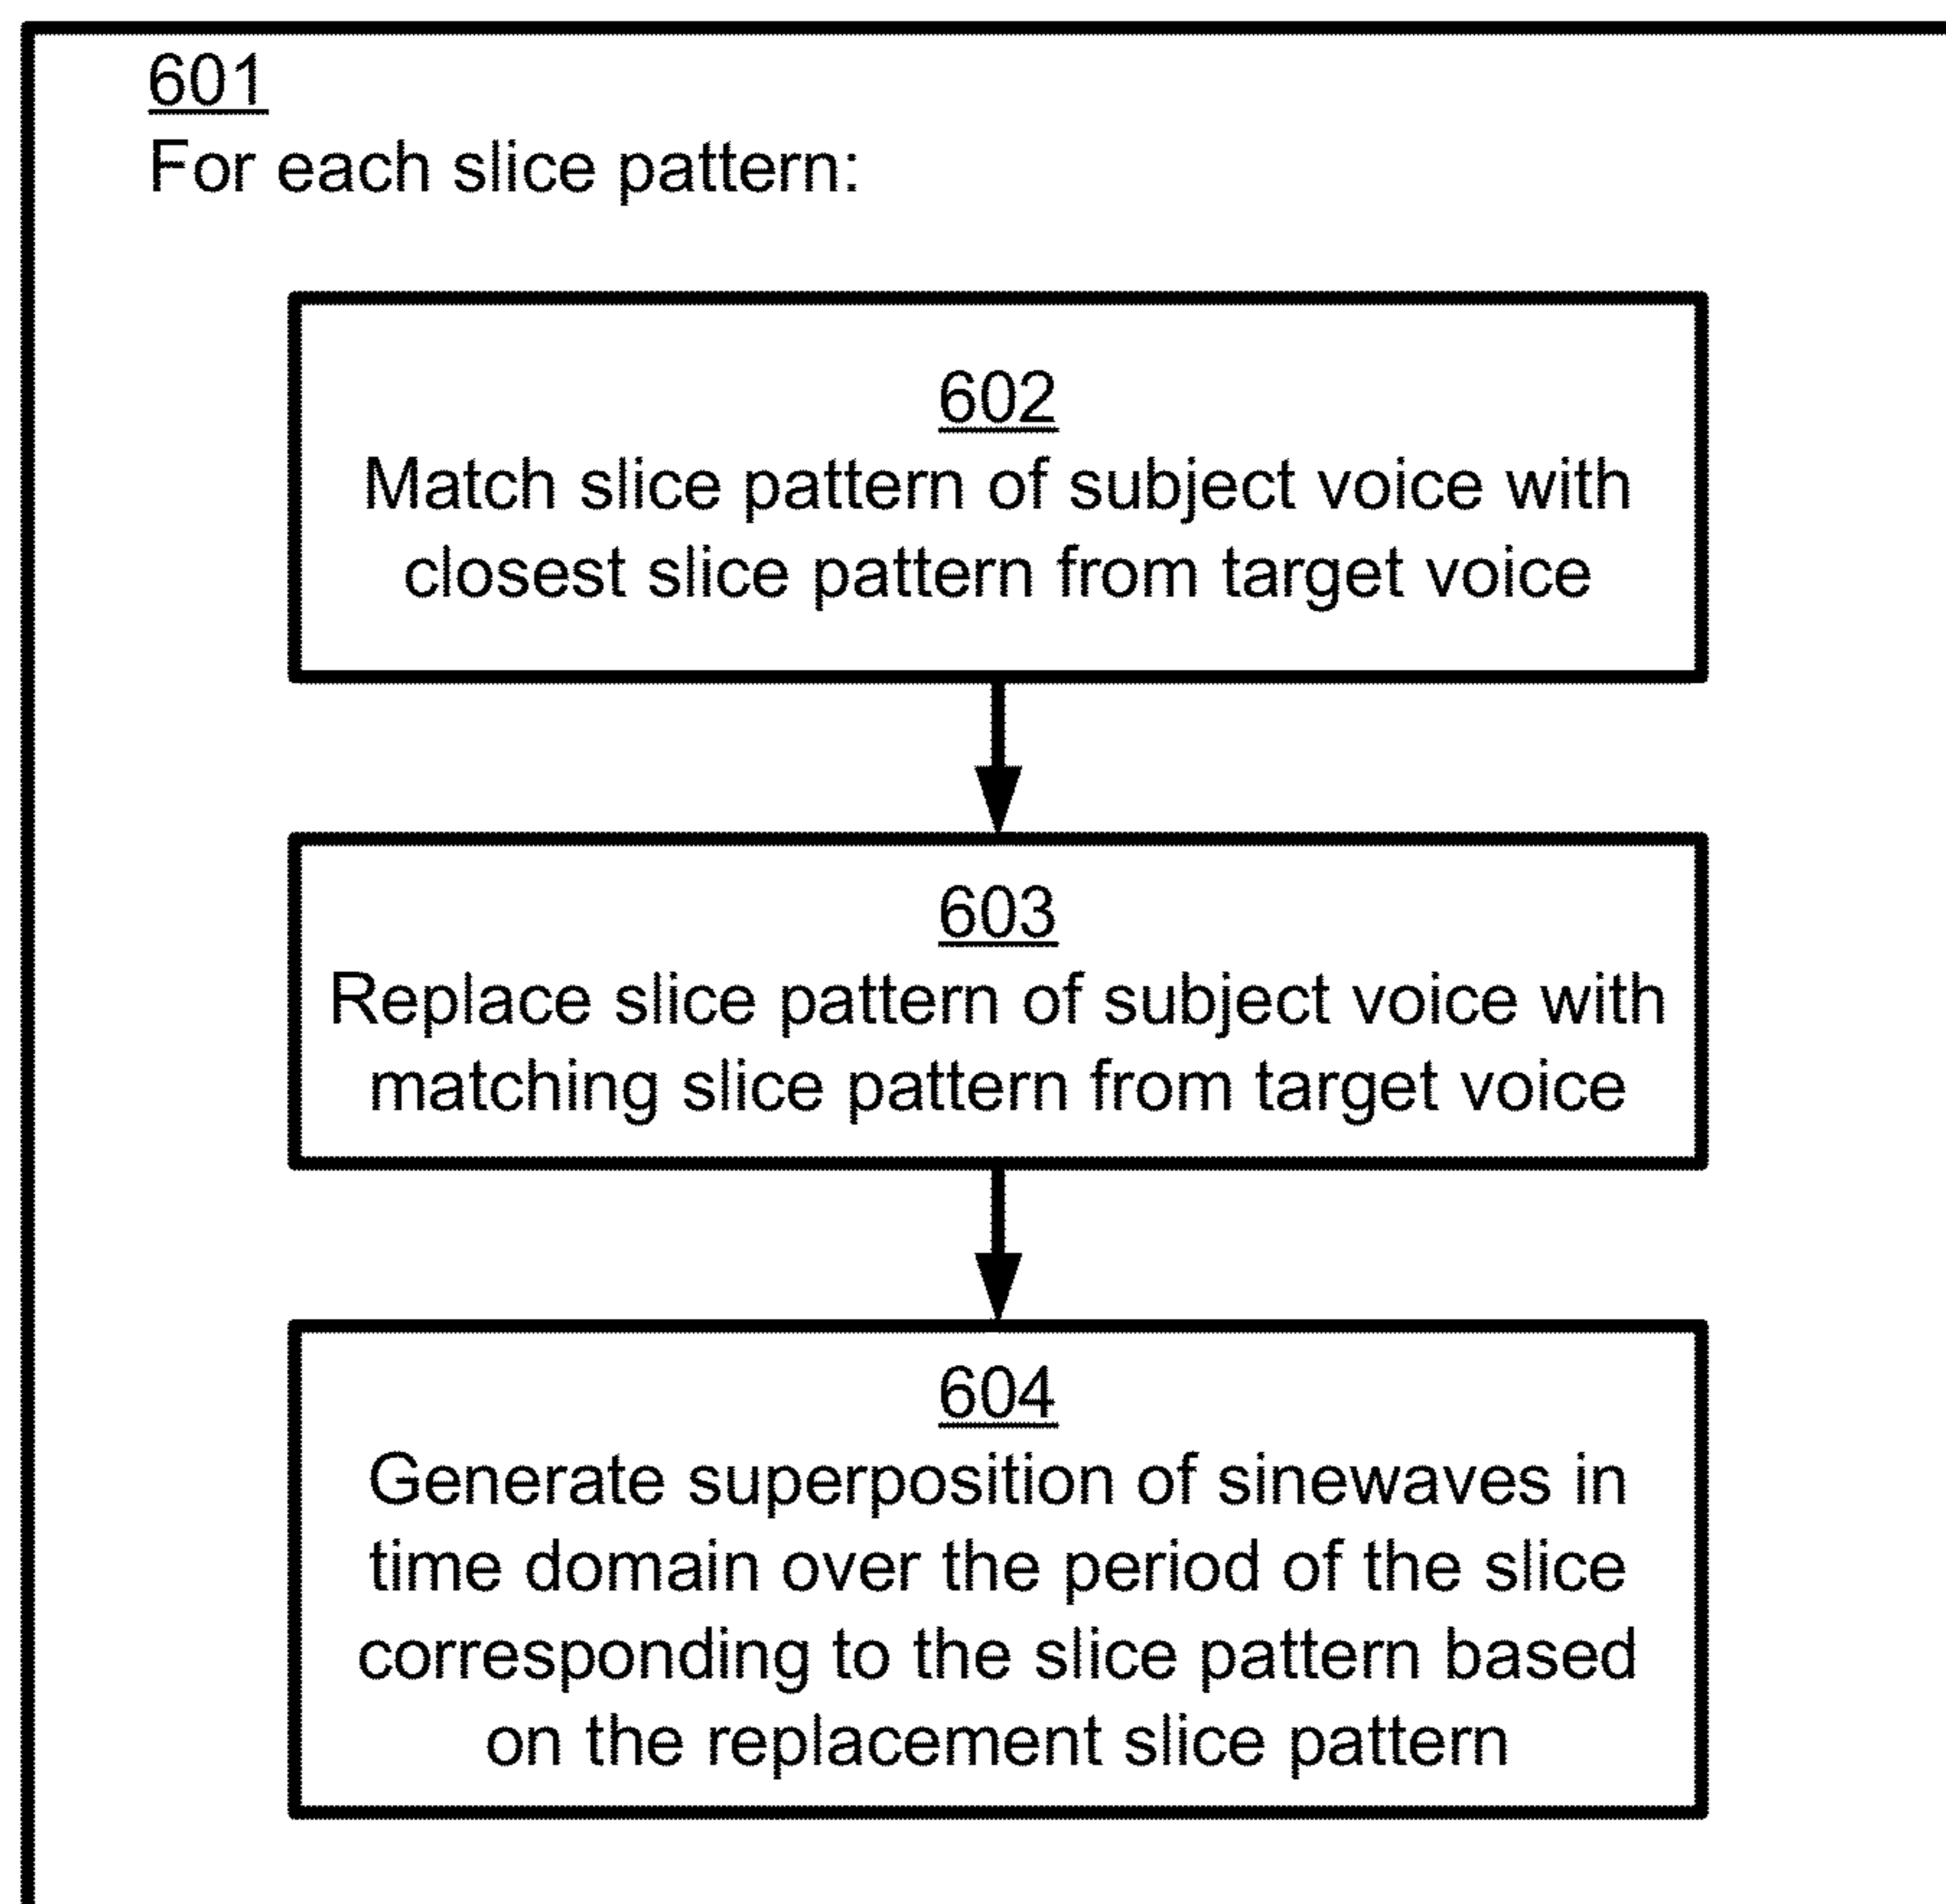 601
For each slice pattern:
602
Match slice pattern of subject voice with
closest slice pattern from target voice
603
Replace slice pattern of subject voice with
matching slice pattern from target voice
604
Generate superposition of sinewaves in
time domain over the period of the slice
corresponding to the slice pattern based
on the replacement slice pattern